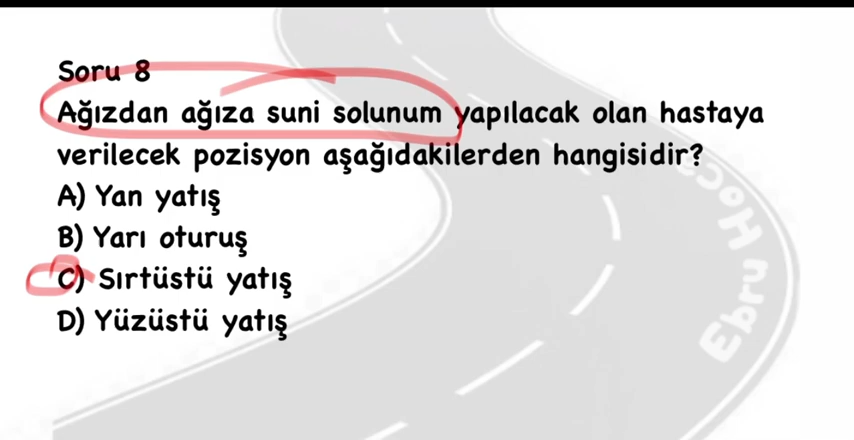 Soru 8
Ağızdan ağıza suni solunum yapılacak olan hastaya
verilecek pozisyon aşağıdakilerden hangisidir?
A) Yan yatış
B) Yarı oturuş
C) Sırtüstü yatış
D) Yüzüstü yatış
Ebru Hoca